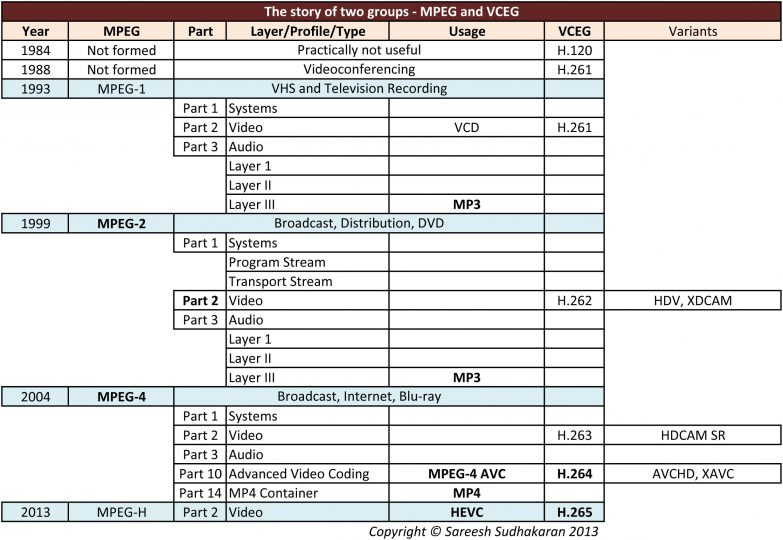 The story of two groups - MPEG and VCEG
Year MPEG Part Layer/Profile/Type Usage VCEG Variants
1984 Not formed Practically not useful H.120
1988 Not formed Videoconferencing H.261
1993 MPEG-1 VHS and Television Recording
Part 1 Systems
Part 2 Video VCD H.261
Part 3 Audio
Layer 1
Layer II
Layer III MP3
1999 MPEG-2 Broadcast, Distribution, DVD
Part 1 Systems
Program Stream
Transport Stream
Part 2 Video H.262 HDV, XDCAM
Part 3 Audio
Layer 1
Layer II
Layer III MP3
2004 MPEG-4 Broadcast, Internet, Blu-ray
Part 1 Systems
Part 2 Video H.263 HDCAM SR
Part 3 Audio
Part 10 Advanced Video Coding MPEG-4 AVC H.264 AVCHD, XAVC
Part 14 MP4 Container MP4
2013 MPEG-H Part 2 Video HEVC H.265
Copyright © Sareesh Sudhakaran 2013